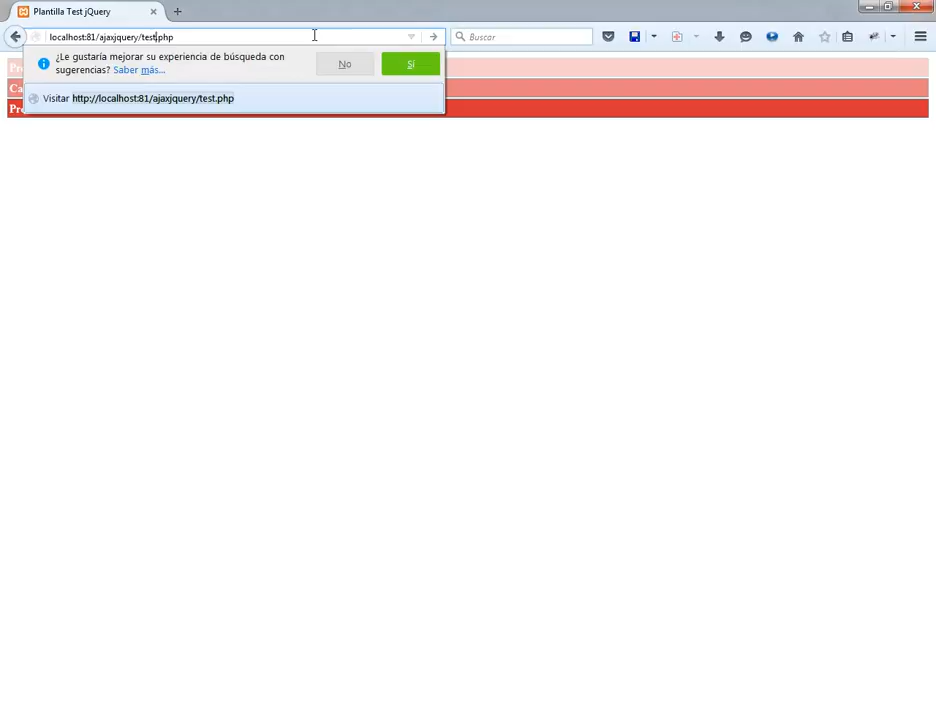 Plantilla Test jQuery
localhost:81/ajaxjquery/test.php
Buscar
¿Le gustaría mejorar su experiencia de búsqueda con
sugerencias? Saber más...
No
Sí
Visitar http://localhost:81/ajaxjquery/test.php